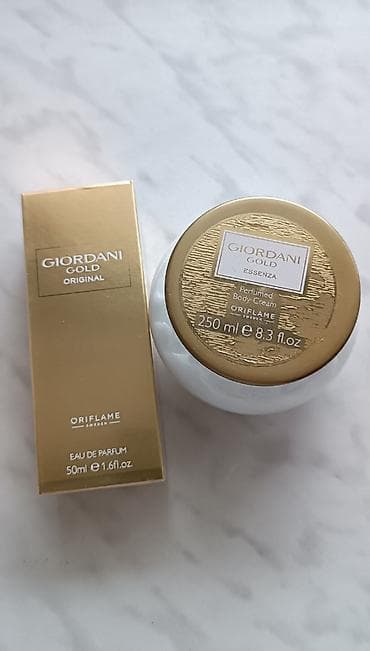 GIORDANI
GOLD
ORIGINAL
ORIFLAME
SWEDEN
EAU DE PARFUM
50ml e 1.6fl.oz.
GIORDANI
GOLD
ESSENZA
Perfumed
Body Cream
ORIFLAME
SWEDEN
250 ml e 8.3 fl.oz